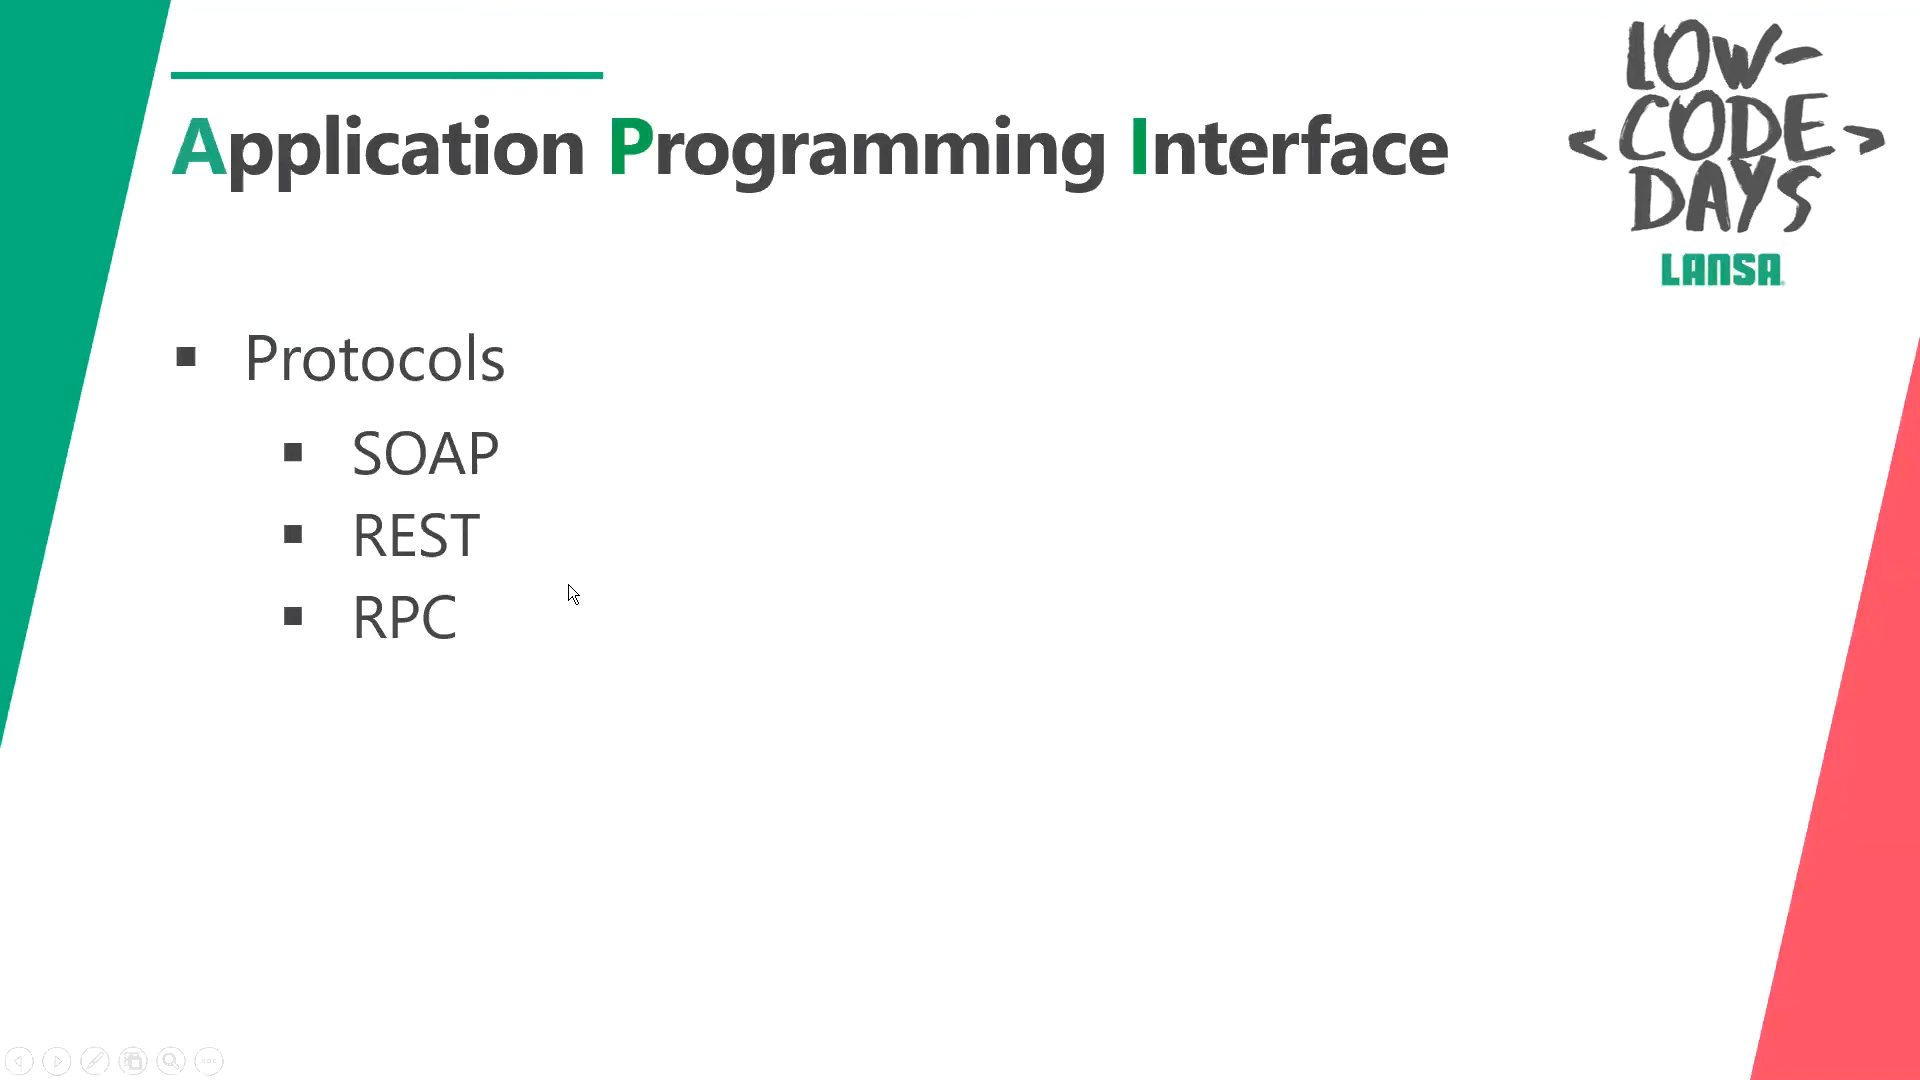 Application Programming Interface
LOW-
<CODE>
DAYS
LANSA
Protocols
SOAP
REST
RPC